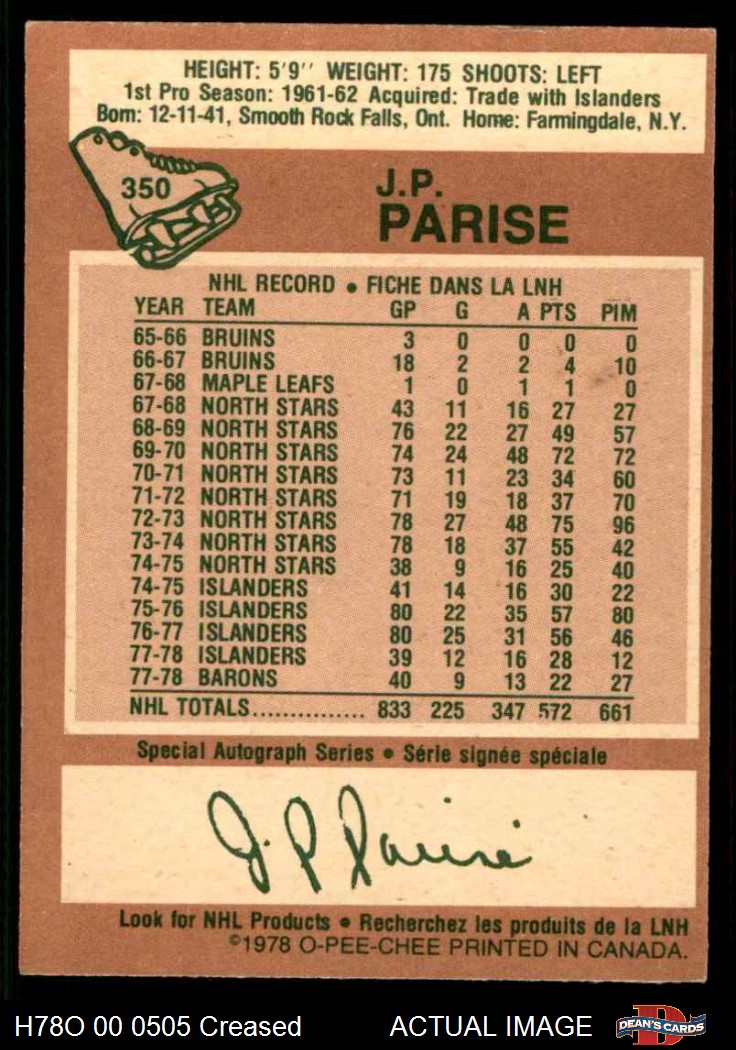 HEIGHT: 5'9'' WEIGHT: 175 SHOOTS: LEFT
1st Pro Season: 1961-62 Acquired: Trade with Islanders
Born: 12-11-41, Smooth Rock Falls, Ont. Home: Farmingdale, N.Y.
350
J.P.
PARISE
NHL RECORD • FICHE DANS LA LNH
YEAR TEAM GP G A PTS PIM
65-66 BRUINS 3 0 0 0 0
66-67 BRUINS 18 2 2 4 10
67-68 MAPLE LEAFS 1 0 1 1 0
67-68 NORTH STARS 43 11 16 27 27
68-69 NORTH STARS 76 22 27 49 57
69-70 NORTH STARS 74 24 48 72 72
70-71 NORTH STARS 73 11 23 34 60
71-72 NORTH STARS 71 19 18 37 70
72-73 NORTH STARS 78 27 48 75 96
73-74 NORTH STARS 78 18 37 55 42
74-75 NORTH STARS 38 9 16 25 40
74-75 ISLANDERS 41 14 16 30 22
75-76 ISLANDERS 80 22 35 57 80
76-77 ISLANDERS 80 25 31 56 46
77-78 ISLANDERS 39 12 16 28 12
77-78 BARONS 40 9 13 22 27
NHL TOTALS............... 833 225 347 572 661
Special Autograph Series • Série signée spéciale
J. P. Parisé
Look for NHL Products • Recherchez les produits de la LNH
©1978 O-PEE-CHEE PRINTED IN CANADA.
H78O 00 0505 Creased ACTUAL IMAGE
D
DEAN'S CARDS